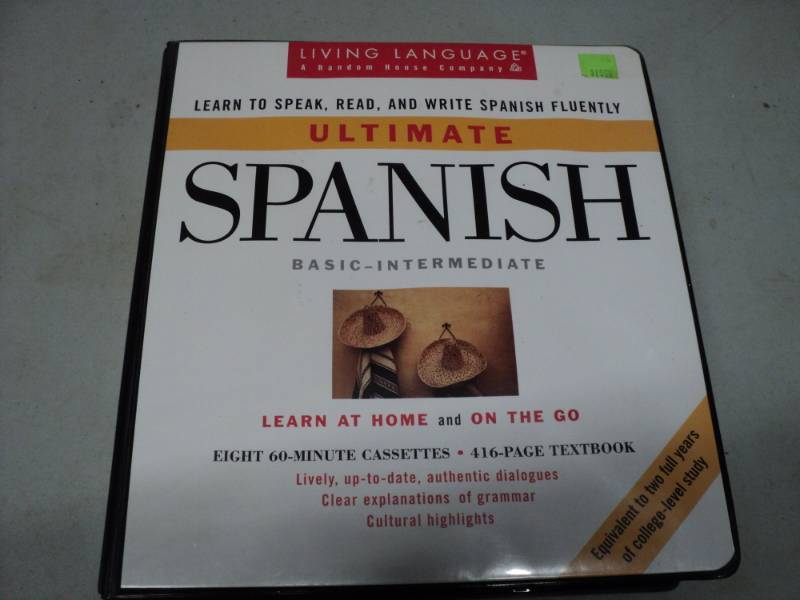 LIVING LANGUAGE®
A Random House Company
LEARN TO SPEAK, READ, AND WRITE SPANISH FLUENTLY
ULTIMATE
SPANISH
BASIC-INTERMEDIATE
LEARN AT HOME and ON THE GO
EIGHT 60-MINUTE CASSETTES • 416-PAGE TEXTBOOK
Lively, up-to-date, authentic dialogues
Clear explanations of grammar
Cultural highlights
Equivalent to two full years
of college-level study